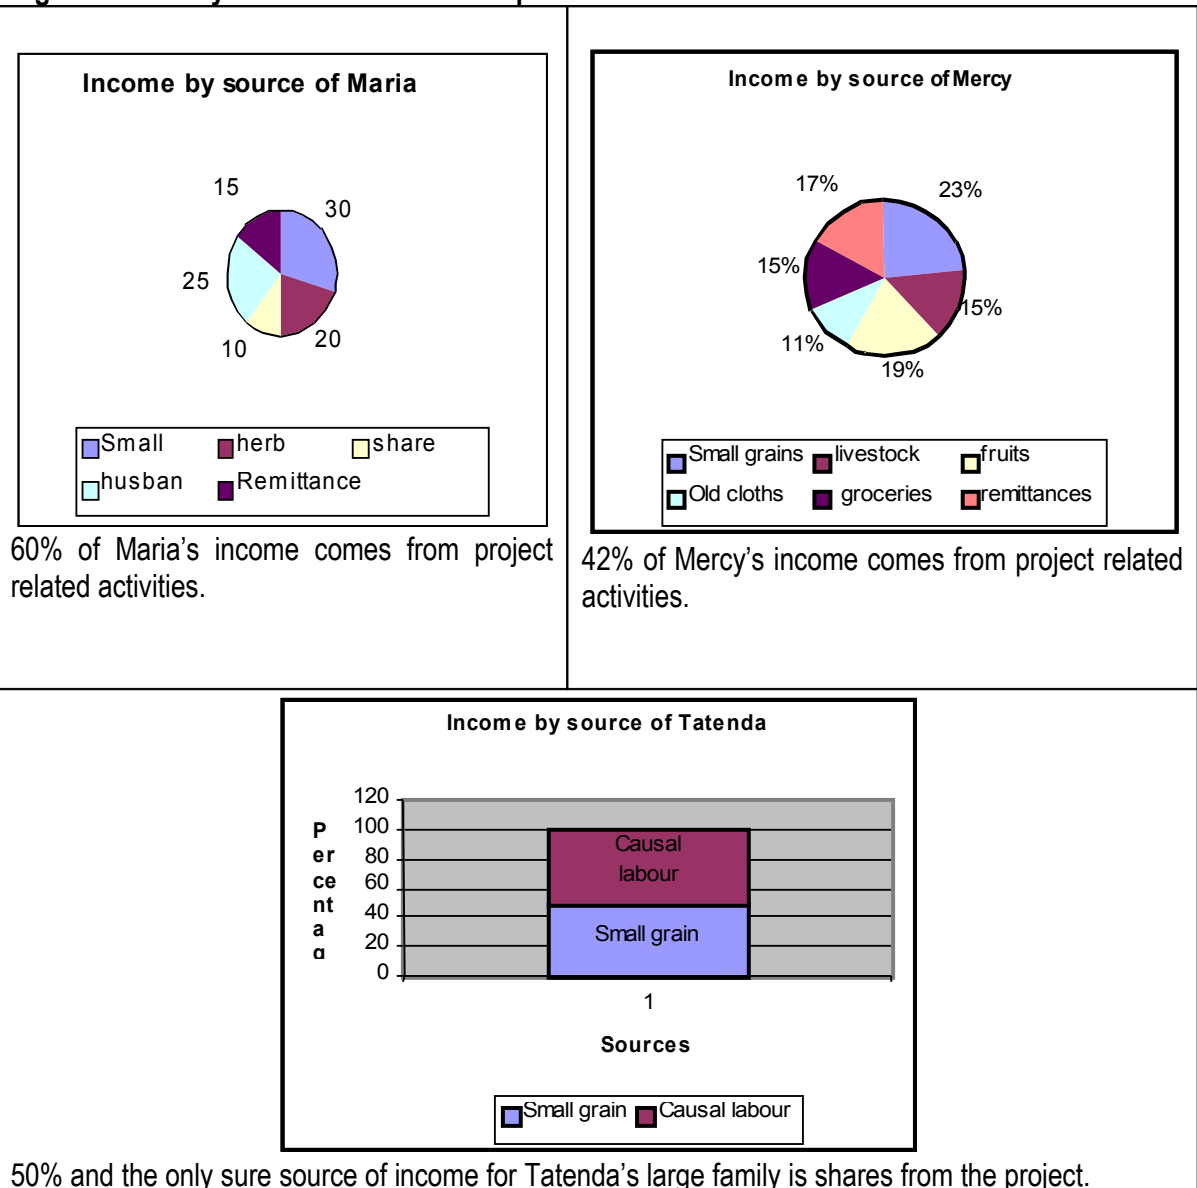 Income by source of Maria
15
30
25
10
20
Small herb share
husban Remittance
60% of Maria's income comes from project
related activities.
Income by source of Mercy
17%
23%
15%
15%
11%
19%
Small grains livestock fruits
Old cloths groceries remittances
42% of Mercy's income comes from project related
activities.
Income by source of Tatenda
P
er
ce
nt
a
g
120
100
80
60
40
20
0
Causal
labour
Small grain
1
Sources
Small grain Causal labour
50% and the only sure source of income for Tatenda's large family is shares from the project.